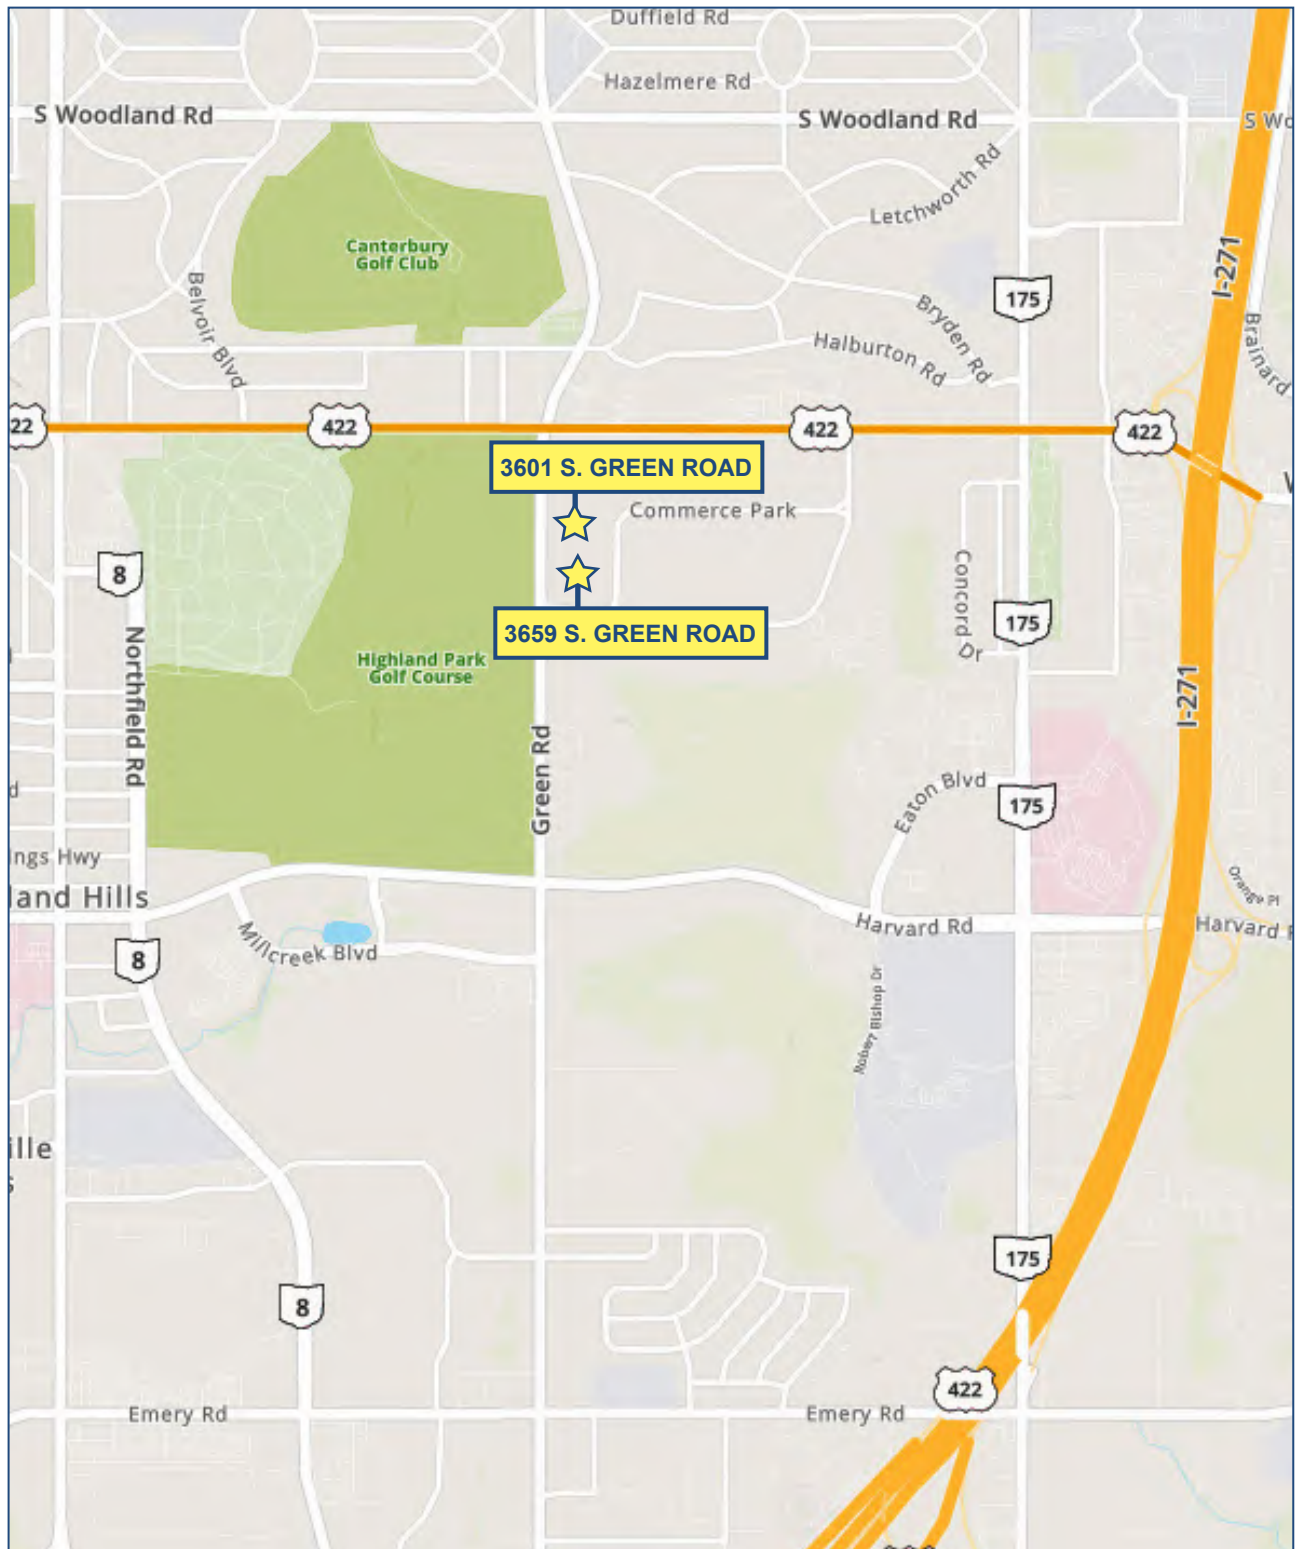 Duffield Rd
Hazelmere Rd
S Woodland Rd
S Woodland Rd
S Wo
Letchworth Rd
Canterbury
Golf Club
I-271
Belvoir Blvd
175
Bryden Rd
Brainard
Halburton Rd
22
422
422
422
3601 S. GREEN ROAD
Commerce Park
8
Concord Dr
175
3659 S. GREEN ROAD
Northfield Rd
Highland Park
Golf Course
I-271
Green Rd
Eaton Blvd
175
d
ings Hwy
land Hills
Orange Pl
Harvard Rd
Harvard R
Millcreek Blvd
8
Robert Bishop Dr
ille
s
175
8
422
Emery Rd
Emery Rd